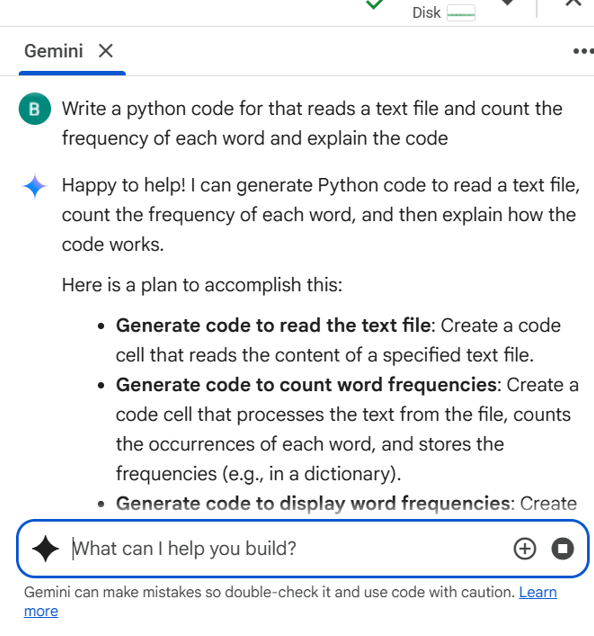 Disk
Gemini
B
Write a python code for that reads a text file and count the
frequency of each word and explain the code
Happy to help! I can generate Python code to read a text file,
count the frequency of each word, and then explain how the
code works.
Here is a plan to accomplish this:
• Generate code to read the text file: Create a code
cell that reads the content of a specified text file.
• Generate code to count word frequencies: Create a
code cell that processes the text from the file, counts
the occurrences of each word, and stores the
frequencies (e.g., in a dictionary).
• Generate code to display word frequencies: Create
What can I help you build?
Gemini can make mistakes so double-check it and use code with caution. Learn
more